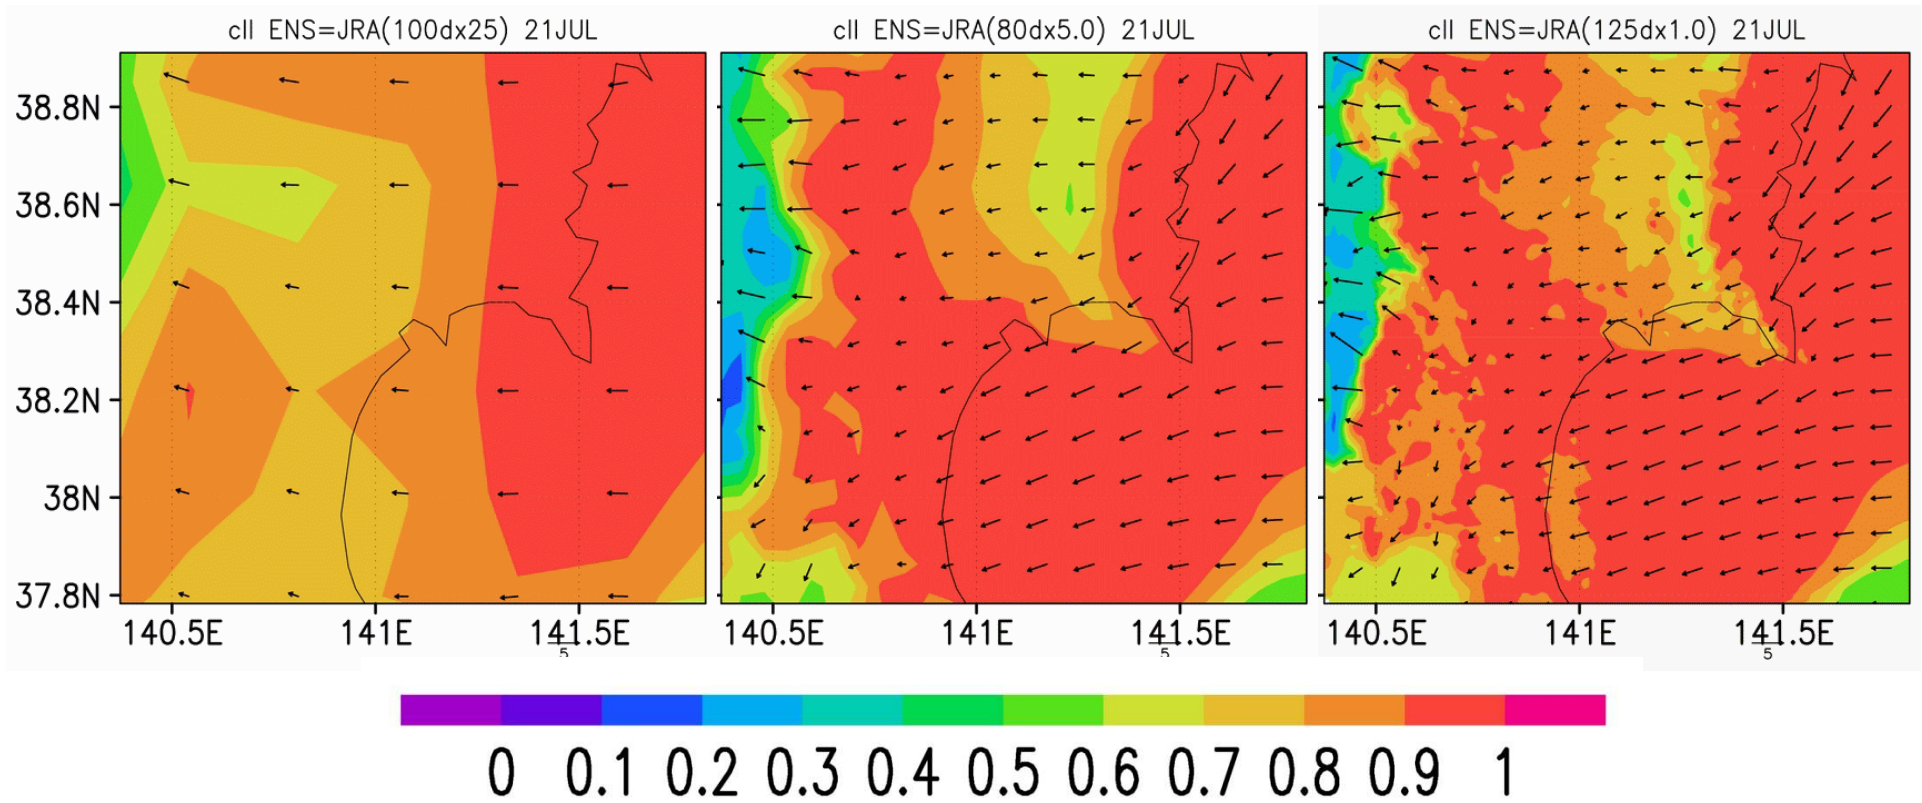 cll ENS=JRA(100dx25) 21JUL
cll ENS=JRA(80dx5.0) 21JUL
cll ENS=JRA(125dx1.0) 21JUL
38.8N
38.6N
38.4N
38.2N
38N
37.8N
140.5E 141E 141.5E
140.5E 141E 141.5E
140.5E 141E 141.5E
5
5
5
0 0.1 0.2 0.3 0.4 0.5 0.6 0.7 0.8 0.9 1